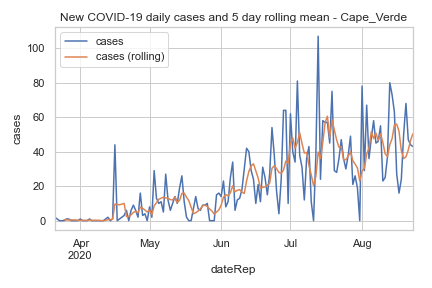 New COVID-19 daily cases and 5 day rolling mean - Cape_Verde
cases
cases (rolling)
100
80
60
40
20
0
cases
Apr
2020
May
Jun
Jul
Aug
dateRep